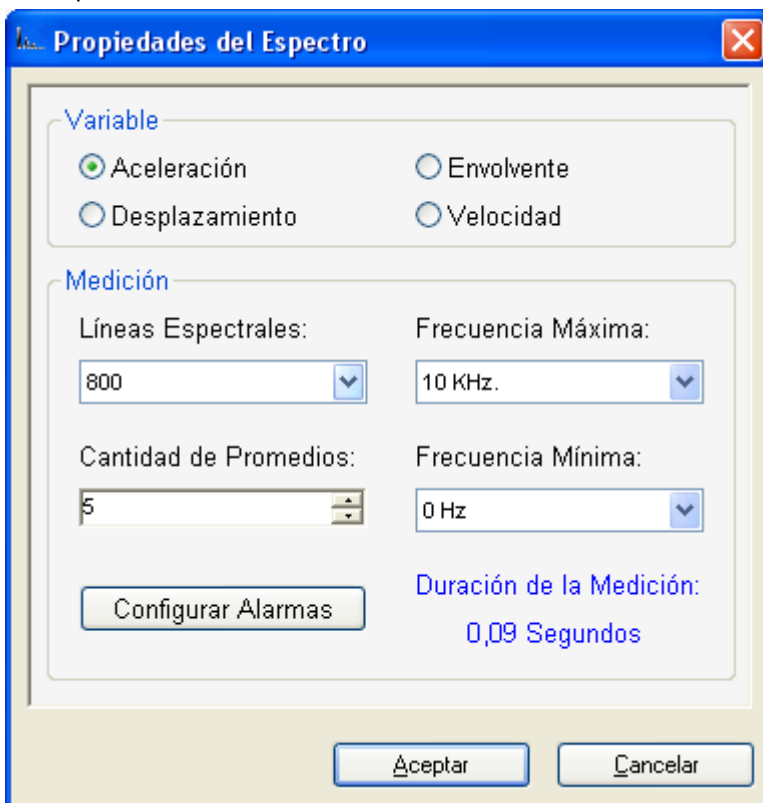 Propiedades del Espectro
Variable
Aceleración
Envolvente
Desplazamiento
Velocidad
Medición
Líneas Espectrales:
Frecuencia Máxima:
800
10 KHz.
Cantidad de Promedios:
Frecuencia Mínima:
5
0 Hz
Configurar Alarmas
Duración de la Medición:
0,09 Segundos
Aceptar
Cancelar